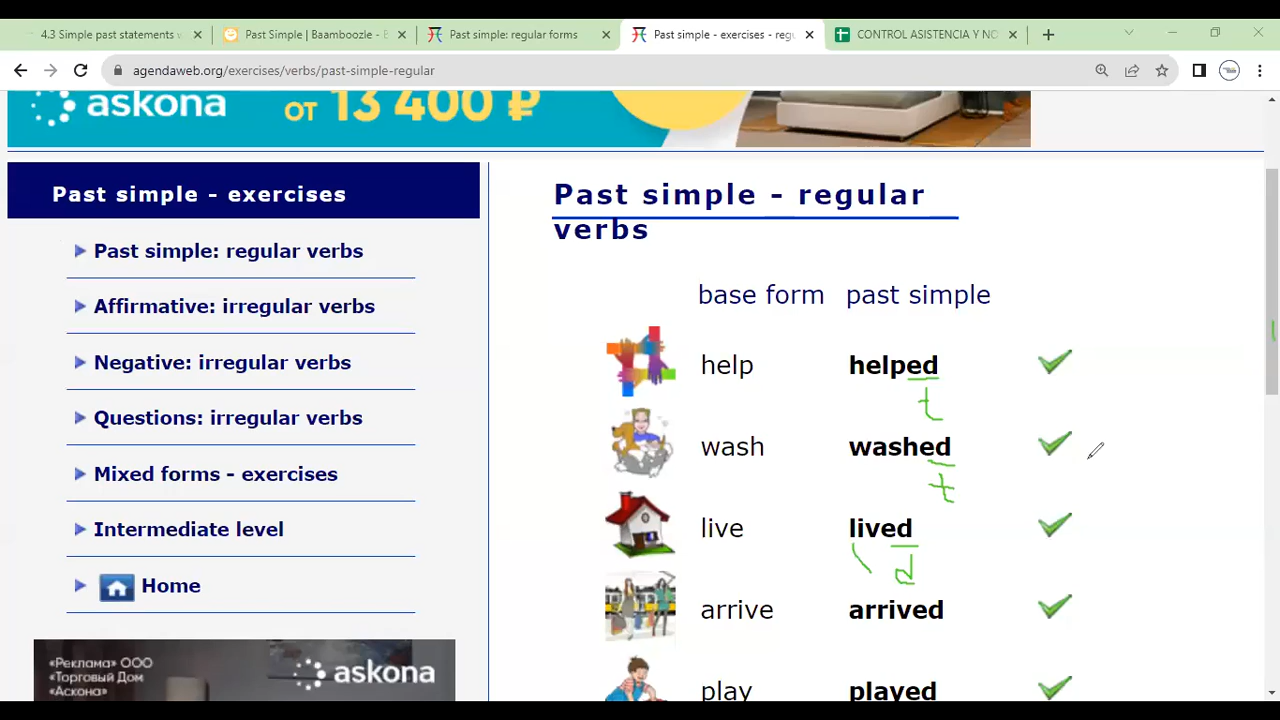 4.3 Simple past statements w
Past Simple | Baamboozle - B
Past simple: regular forms
Past simple - exercises - regu
CONTROL ASISTENCIA Y NO
agendaweb.org/exercises/verbs/past-simple-regular
askona от 13 400 ₽
Past simple - exercises
Past simple: regular verbs
Affirmative: irregular verbs
Negative: irregular verbs
Questions: irregular verbs
Mixed forms - exercises
Intermediate level
Home
«Реклама» ООО
«Торговый Дом
«Аскона»
askona
Past simple - regular
verbs
base form past simple
help helped
t
wash washed
t
live lived
d
arrive arrived
play played